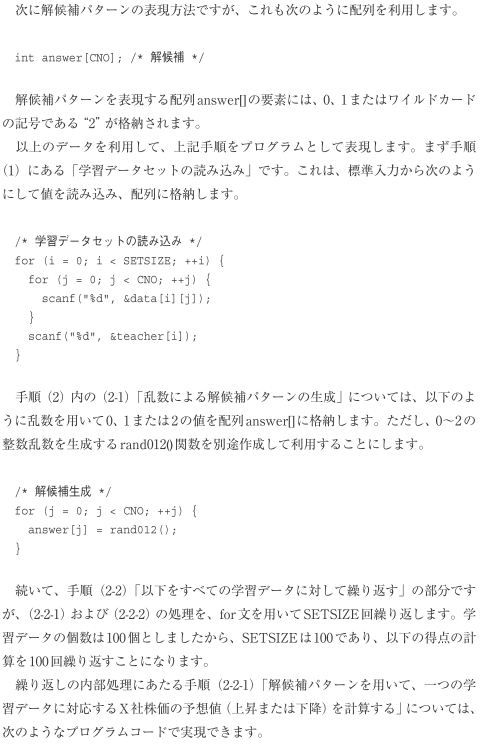 次に解候補パターンの表現方法ですが、これも次のように配列を利用します。
int answer[CNO]; /* 解候補 */
解候補パターンを表現する配列answer[]の要素には、0、1またはワイルドカード
の記号である“2”が格納されます。
以上のデータを利用して、上記手順をプログラムとして表現します。まず手順
(1)にある「学習データセットの読み込み」です。これは、標準入力から次のよう
にして値を読み込み、配列に格納します。
/* 学習データセットの読み込み */
for (i = 0; i < SETSIZE; ++i) {
for (j = 0; j < CNO; ++j) {
scanf("%d", &data[i][j]);
}
scanf("%d", &teacher[i]);
}
手順(2)内の(2-1)「乱数による解候補パターンの生成」については、以下のよ
うに乱数を用いて0、1または2の値を配列answer[]に格納します。ただし、0〜2の
整数乱数を生成するrand012()関数を別途作成して利用することにします。
/* 解候補生成 */
for (j = 0; j < CNO; ++j) {
answer[j] = rand012();
}
続いて、手順(2-2)「以下をすべての学習データに対して繰り返す」の部分です
が、(2-2-1)および(2-2-2)の処理を、for文を用いてSETSIZE回繰り返します。学
習データの個数は100個としましたから、SETSIZEは100であり、以下の得点の計
算を100回繰り返すことになります。
繰り返しの内部処理にあたる手順(2-2-1)「解候補パターンを用いて、一つの学
習データに対応するX社株価の予想値(上昇または下降)を計算する」については、
次のようなプログラムコードで実現できます。